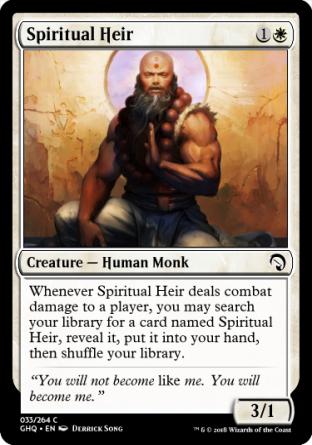 Spiritual Heir 1
Creature — Human Monk
Whenever Spiritual Heir deals combat
damage to a player, you may search
your library for a card named Spiritual
Heir, reveal it, put it into your hand,
then shuffle your library.
“You will not become like me. You will
become me.”
3/1
033/264 C
GHQ • EN DERRICK SONG
™ & © 2018 Wizards of the Coast